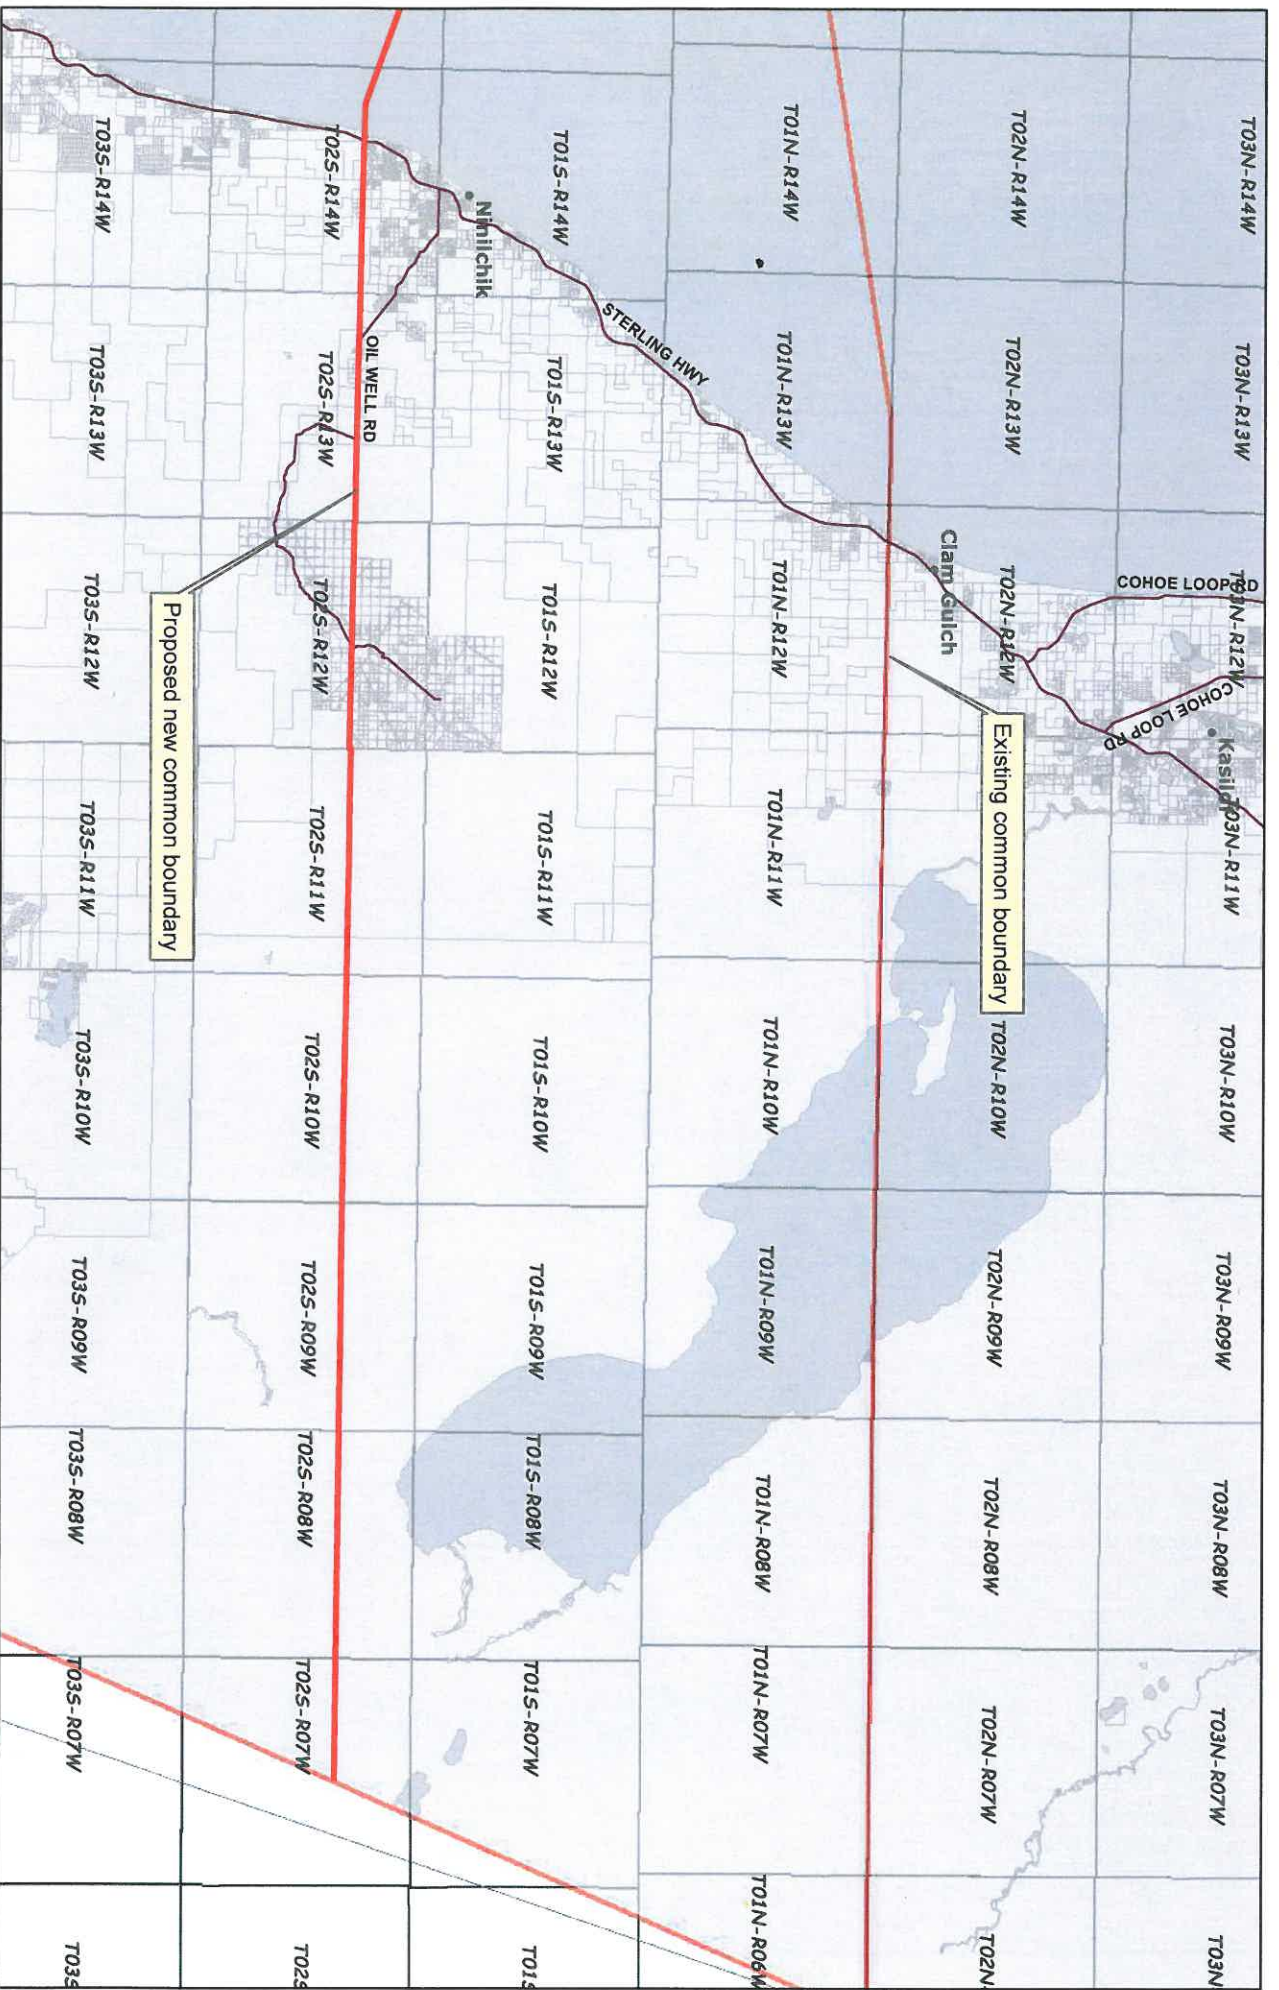 T03N-R14W
T03N-R13W
T03N-R12W
T03N-R11W
T03N-R10W
T03N-R09W
T03N-R08W
T03N-R07W
T03N
COHOE LOOP RD
COHOE LOOP RD
Kasilof
T02N-R14W
T02N-R13W
T02N-R12W
T02N-R10W
T02N-R09W
T02N-R08W
T02N-R07W
T02N-
Clam Gulch
Existing common boundary
T01N-R14W
T01N-R13W
T01N-R12W
T01N-R11W
T01N-R10W
T01N-R09W
T01N-R08W
T01N-R07W
T01N-R06W
STERLING HWY
T01S-R14W
T01S-R13W
T01S-R12W
T01S-R11W
T01S-R10W
T01S-R09W
T01S-R08W
T01S-R07W
T01S
Ninilchik
OIL WELL RD
T02S-R14W
T02S-R13W
T02S-R12W
T02S-R11W
T02S-R10W
T02S-R09W
T02S-R08W
T02S-R07W
T02S
Proposed new common boundary
T03S-R14W
T03S-R13W
T03S-R12W
T03S-R11W
T03S-R10W
T03S-R09W
T03S-R08W
T03S-R07W
T03S